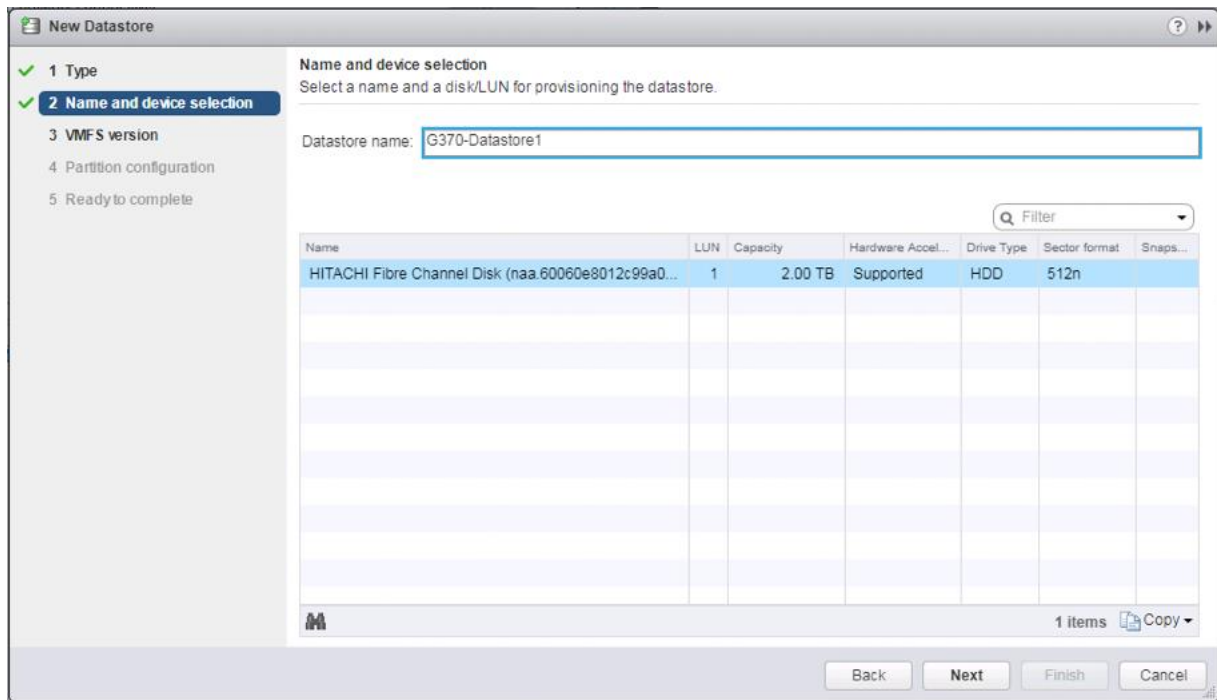 New Datastore
?
1 Type
2 Name and device selection
3 VMFS version
4 Partition configuration
5 Ready to complete
Name and device selection
Select a name and a disk/LUN for provisioning the datastore.
Datastore name: G370-Datastore1
Filter
Name LUN Capacity Hardware Accel... Drive Type Sector format Snaps...
HITACHI Fibre Channel Disk (naa.60060e8012c99a0... 1 2.00 TB Supported HDD 512n
1 items Copy
Back Next Finish Cancel